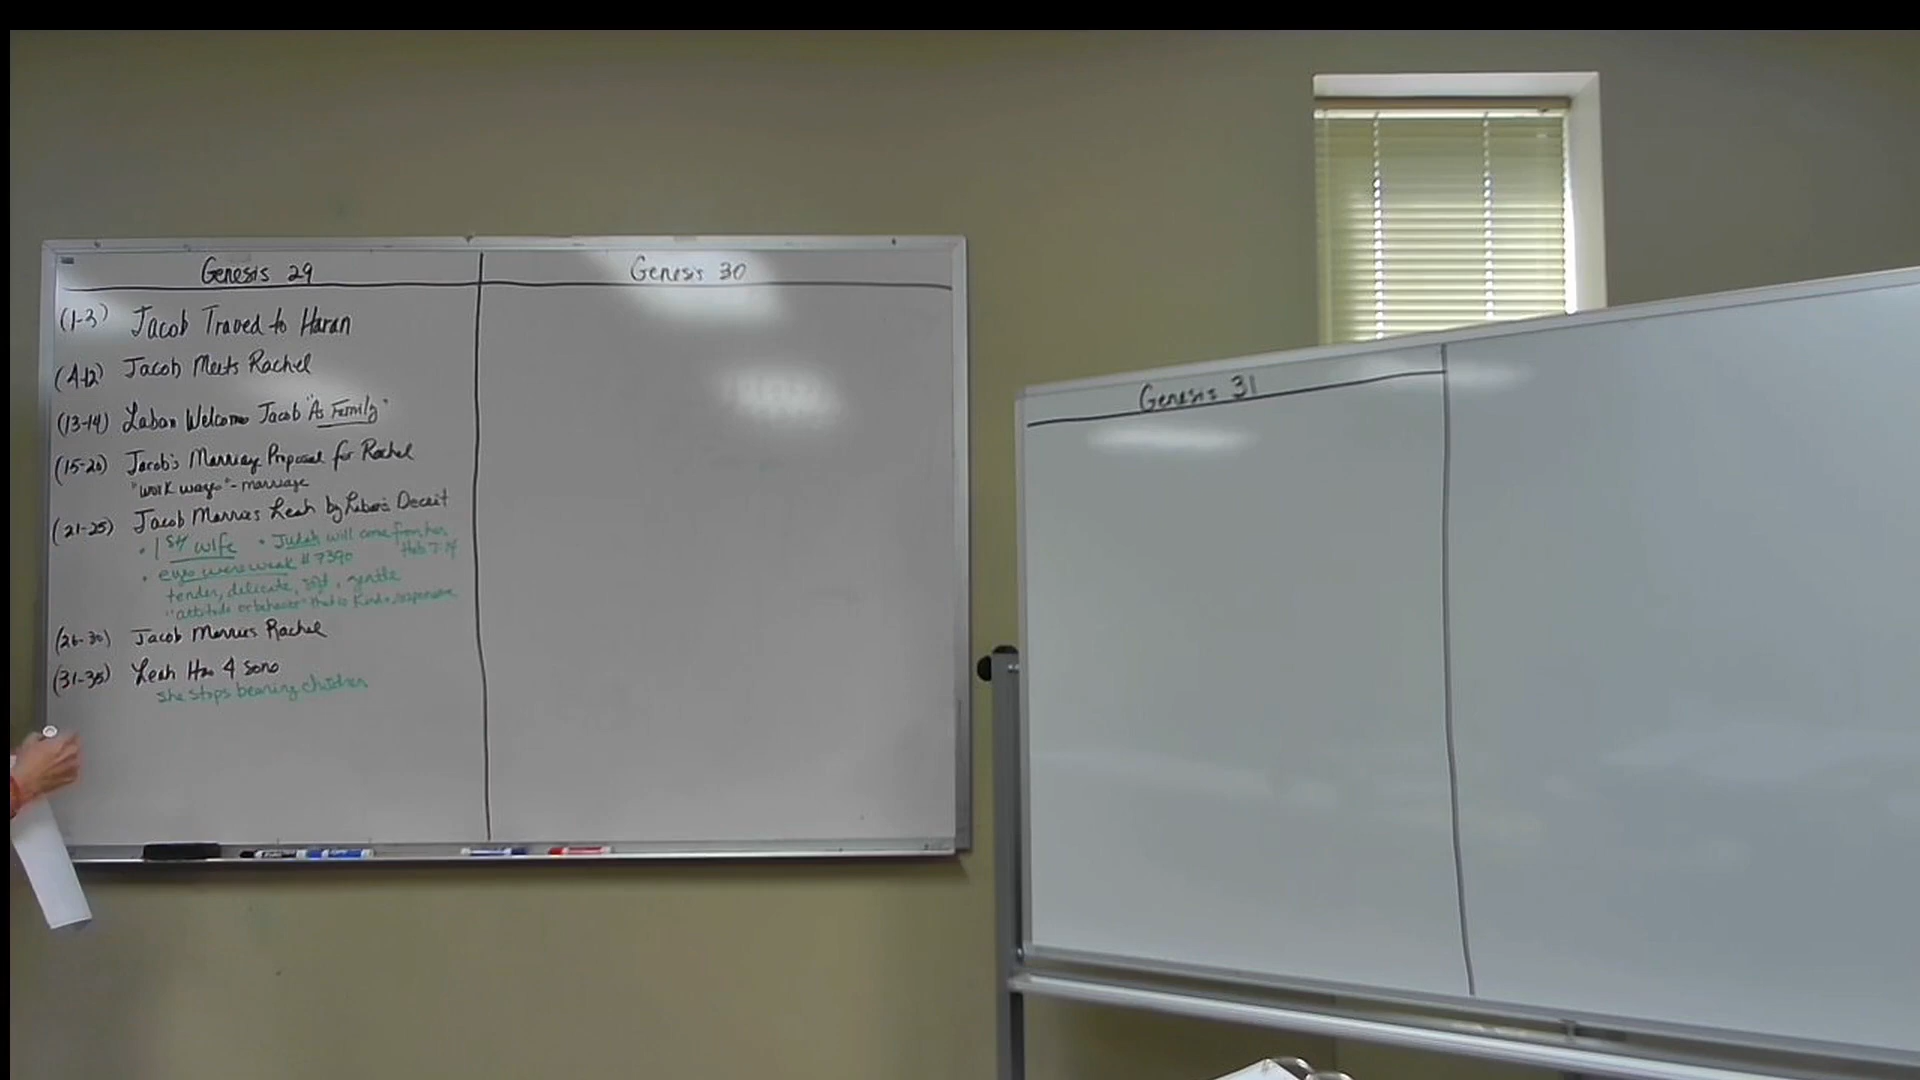 Genesis 29
(1-3) Jacob Traved to Haran
(4-12) Jacob Meets Rachel
(13-14) Laban Welcomes Jacob "As Family"
(15-20) Jacob's Marriage Proposal for Rachel
"work wages" - marriage
(21-25) Jacob Marries Leah by Laban's Deceit
• 1st wife • Judah will come from her
Heb 7:14
• eyes were weak # 7390
tender, delicate, soft, gentle
"attitude or behavior" that is kind + responsive
(26-30) Jacob Marries Rachel
(31-35) Leah Has 4 sons
she stops bearing children
Genesis 30
Genesis 31